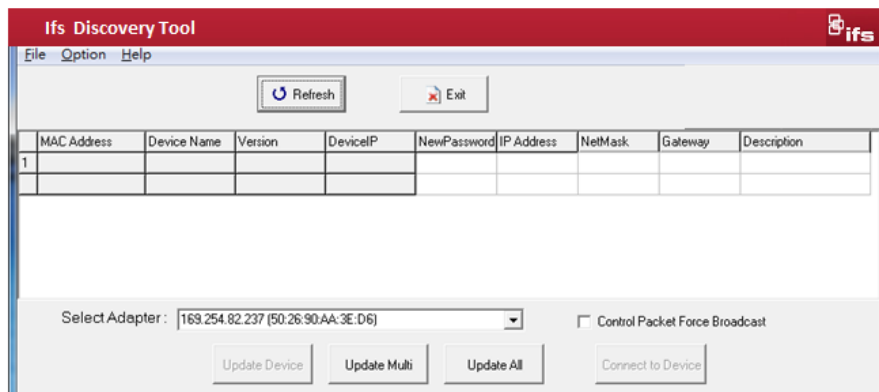 Ifs Discovery Tool
ifs
File Option Help
Refresh Exit
MAC Address Device Name Version DeviceIP NewPassword IP Address NetMask Gateway Description
1
Select Adapter : 169.254.82.237 (50:26:90:AA:3E:D6) Control Packet Force Broadcast
Update Device Update Multi Update All Connect to Device